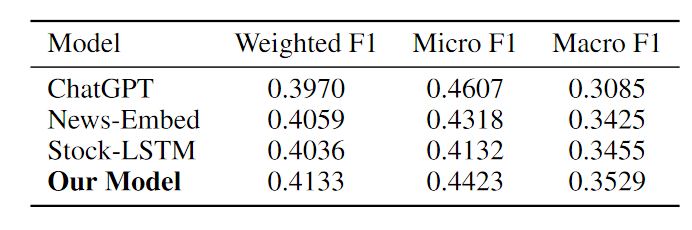 Model Weighted F1 Micro F1 Macro F1
ChatGPT 0.3970 0.4607 0.3085
News-Embed 0.4059 0.4318 0.3425
Stock-LSTM 0.4036 0.4132 0.3455
Our Model 0.4133 0.4423 0.3529